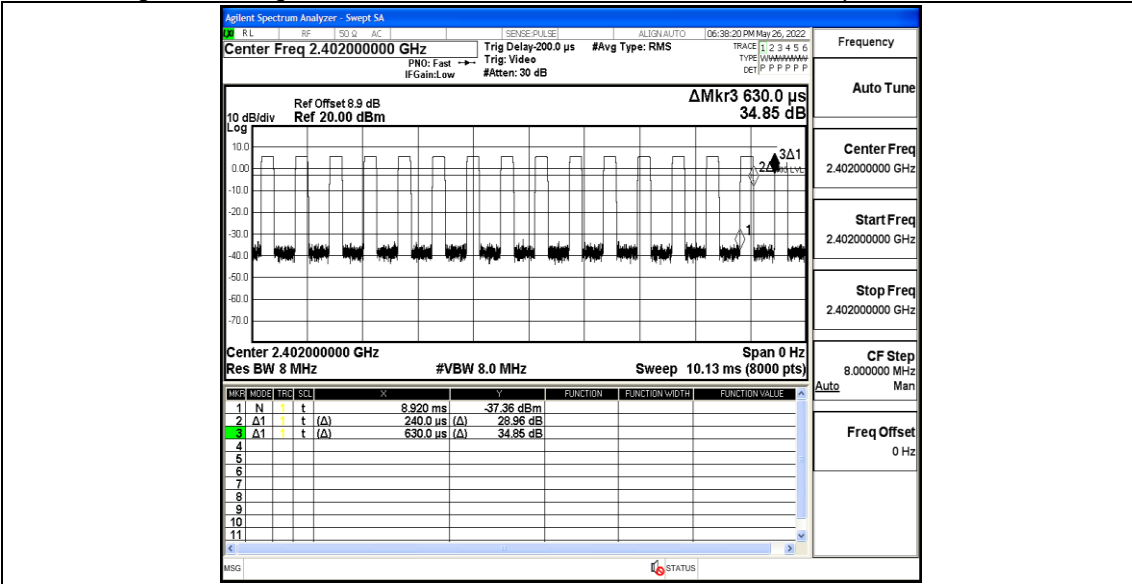 Agilent Spectrum Analyzer - Swept SA
RL RF 50 Ω AC SENSE:PULSE ALIGN AUTO 06:38:20 PM May 26, 2022
Center Freq 2.402000000 GHz Trig Delay-200.0 µs #Avg Type: RMS TRACE 1 2 3 4 5 6
PNO: Fast Trig: Video TYPE
IFGain:Low #Atten: 30 dB DET P P P P P P
Frequency
Auto Tune
ΔMkr3 630.0 µs
Ref Offset 8.9 dB
10 dB/div Ref 20.00 dBm 34.85 dB
Log
10.0
0.00
-10.0
-20.0
-30.0
-40.0
-50.0
-60.0
-70.0
3Δ1
1
Center Freq
2.402000000 GHz
Start Freq
2.402000000 GHz
Stop Freq
2.402000000 GHz
CF Step
8.000000 MHz
Auto Man
Freq Offset
0 Hz
Center 2.402000000 GHz Span 0 Hz
Res BW 8 MHz #VBW 8.0 MHz Sweep 10.13 ms (8000 pts)
MKR MODE TRC SCL X Y FUNCTION FUNCTION WIDTH FUNCTION VALUE
1 N 1 t 8.920 ms -37.36 dBm
2 Δ1 1 t (Δ) 240.0 µs (Δ) 28.96 dB
3 Δ1 1 t (Δ) 630.0 µs (Δ) 34.85 dB
4
5
6
7
8
9
10
11
MSG STATUS